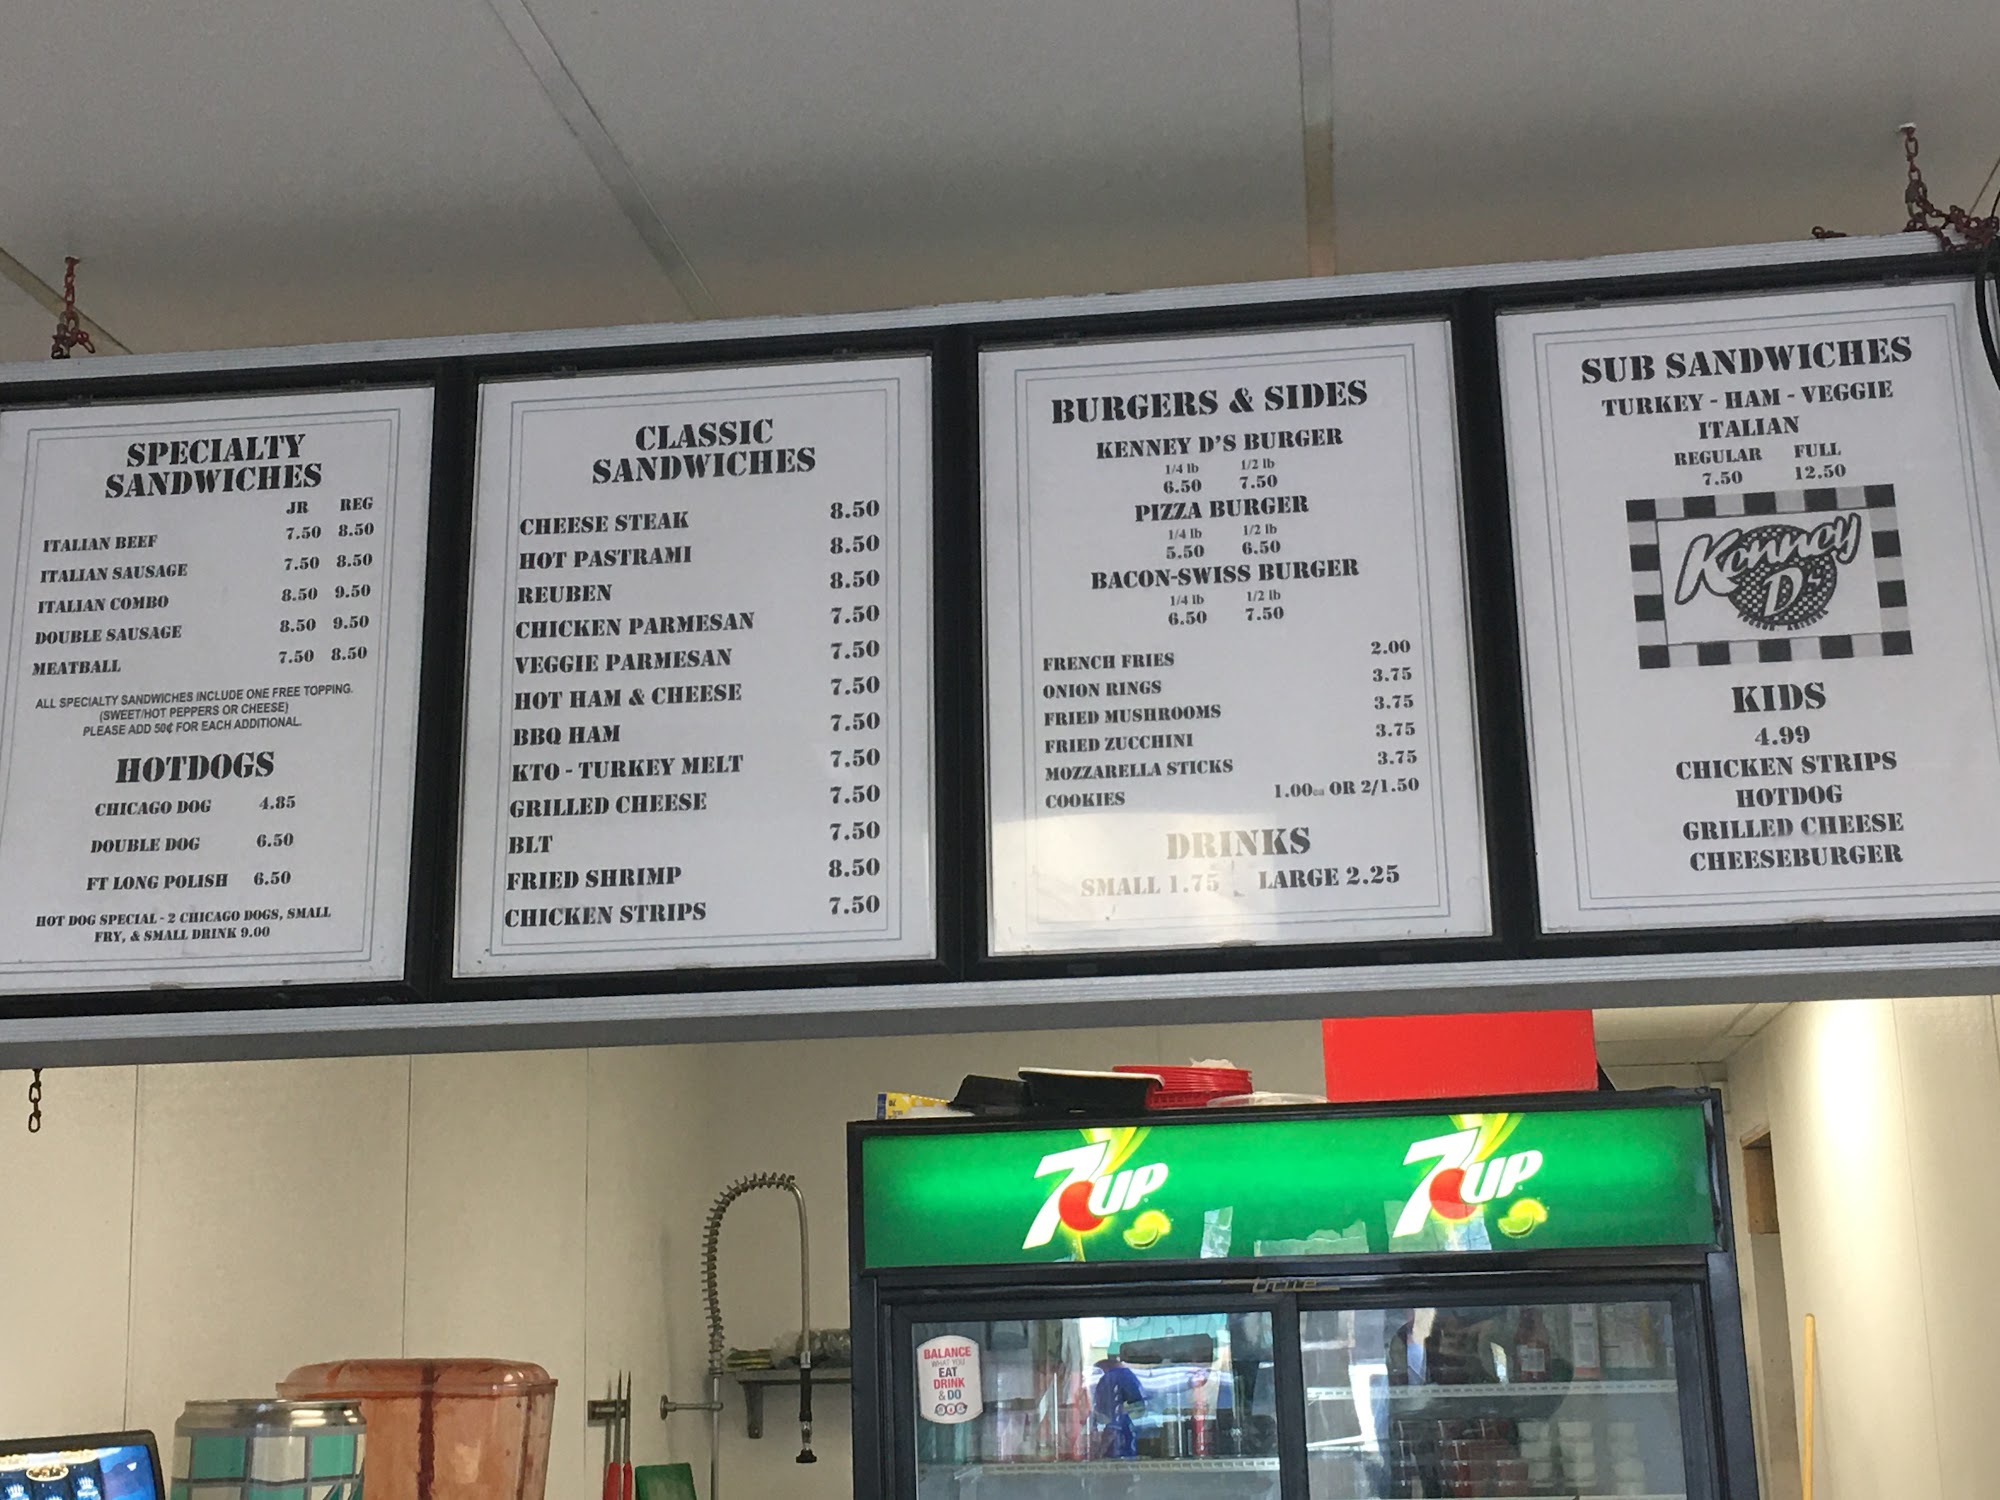 SPECIALTY
SANDWICHES
JR REG
ITALIAN BEEF 7.50 8.50
ITALIAN SAUSAGE 7.50 8.50
ITALIAN COMBO 8.50 9.50
DOUBLE SAUSAGE 8.50 9.50
MEATBALL 7.50 8.50
ALL SPECIALTY SANDWICHES INCLUDE ONE FREE TOPPING.
(SWEET/HOT PEPPERS OR CHEESE)
PLEASE ADD 50¢ FOR EACH ADDITIONAL.
HOTDOGS
CHICAGO DOG 4.85
DOUBLE DOG 6.50
FT LONG POLISH 6.50
HOT DOG SPECIAL - 2 CHICAGO DOGS, SMALL
FRY, & SMALL DRINK 9.00
CLASSIC
SANDWICHES
CHEESE STEAK 8.50
HOT PASTRAMI 8.50
REUBEN 8.50
CHICKEN PARMESAN 7.50
VEGGIE PARMESAN 7.50
HOT HAM & CHEESE 7.50
BBQ HAM 7.50
KTO - TURKEY MELT 7.50
GRILLED CHEESE 7.50
BLT 7.50
FRIED SHRIMP 8.50
CHICKEN STRIPS 7.50
BURGERS & SIDES
KENNEY D'S BURGER
1/4 lb 1/2 lb
6.50 7.50
PIZZA BURGER
1/4 lb 1/2 lb
5.50 6.50
BACON-SWISS BURGER
1/4 lb 1/2 lb
6.50 7.50
FRENCH FRIES 2.00
ONION RINGS 3.75
FRIED MUSHROOMS 3.75
FRIED ZUCCHINI 3.75
MOZZARELLA STICKS 3.75
COOKIES 1.00ea OR 2/1.50
DRINKS
SMALL 1.75 LARGE 2.25
SUB SANDWICHES
TURKEY - HAM - VEGGIE
ITALIAN
REGULAR FULL
7.50 12.50
Kenney
D's
TUCSON, ARIZONA
KIDS
4.99
CHICKEN STRIPS
HOTDOG
GRILLED CHEESE
CHEESEBURGER
7UP 7UP
true
BALANCE
WHAT YOU
EAT
DRINK
& DO